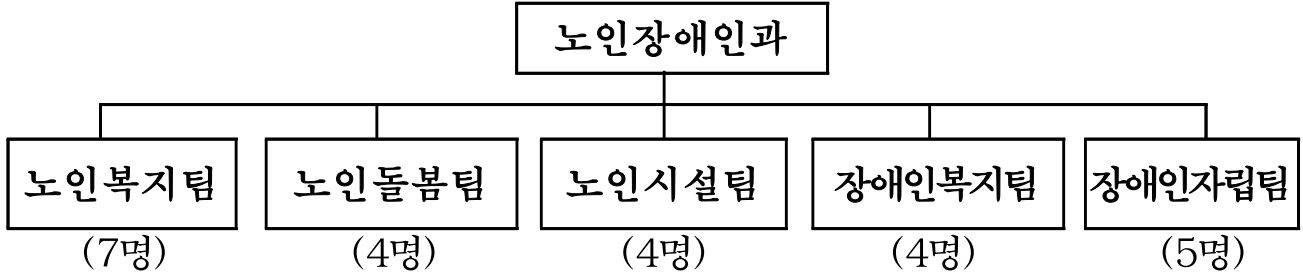 노인장애인과
노인복지팀 노인돌봄팀 노인시설팀 장애인복지팀 장애인자립팀
(7명) (4명) (4명) (4명) (5명)